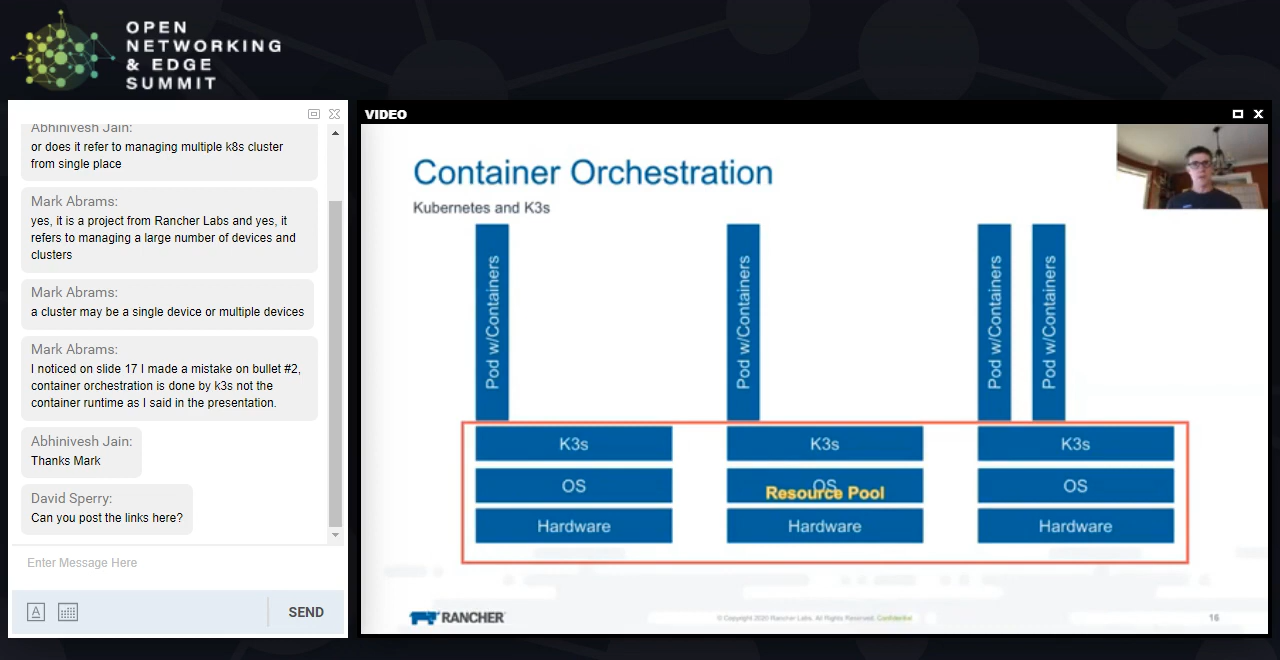 OPEN
NETWORKING
& EDGE
SUMMIT
Abhinivesh Jain:
or does it refer to managing multiple k8s cluster
from single place
Mark Abrams:
yes, it is a project from Rancher Labs and yes, it
refers to managing a large number of devices and
clusters
Mark Abrams:
a cluster may be a single device or multiple devices
Mark Abrams:
I noticed on slide 17 I made a mistake on bullet #2,
container orchestration is done by k3s not the
container runtime as I said in the presentation.
Abhinivesh Jain:
Thanks Mark
David Sperry:
Can you post the links here?
Enter Message Here
A
SEND
VIDEO
Container Orchestration
Kubernetes and K3s
Pod w/Containers
Pod w/Containers
Pod w/Containers
Pod w/Containers
K3s
K3s
K3s
OS
OS
OS
Resource Pool
Hardware
Hardware
Hardware
RANCHER
© Copyright 2020 Rancher Labs. All Rights Reserved. Confidential
16